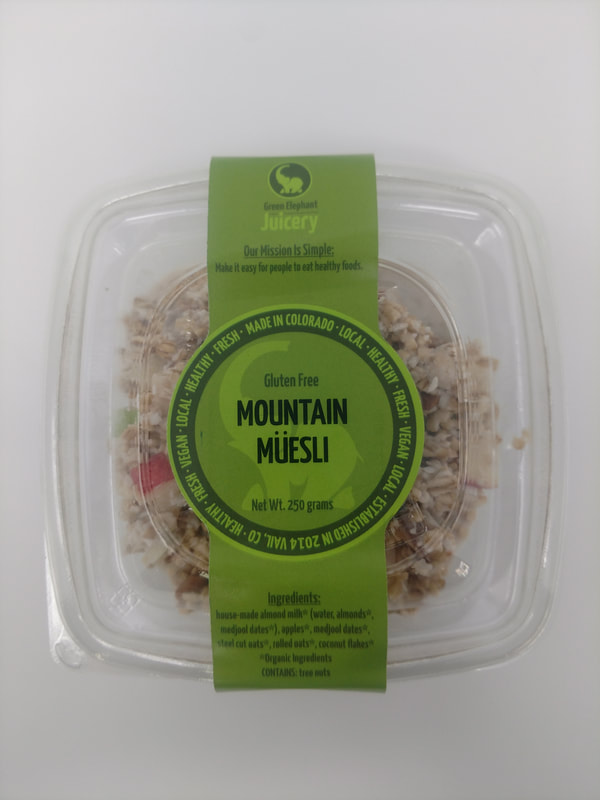 Green Elephant
Juicery
Our Mission Is Simple:
Make it easy for people to eat healthy foods.
MADE IN COLORADO · LOCAL · HEALTHY · FRESH · VEGAN · LOCAL · ESTABLISHED IN 2014 VAIL, CO · HEALTHY · FRESH · VEGAN · LOCAL · HEALTHY · FRESH ·
Gluten Free
MOUNTAIN
MÜESLI
Net Wt. 250 grams
Ingredients:
house-made almond milk* (water, almonds*,
medjool dates*), apples*, medjool dates*,
steel cut oats*, rolled oats*, coconut flakes*
*Organic ingredients
CONTAINS: tree nuts